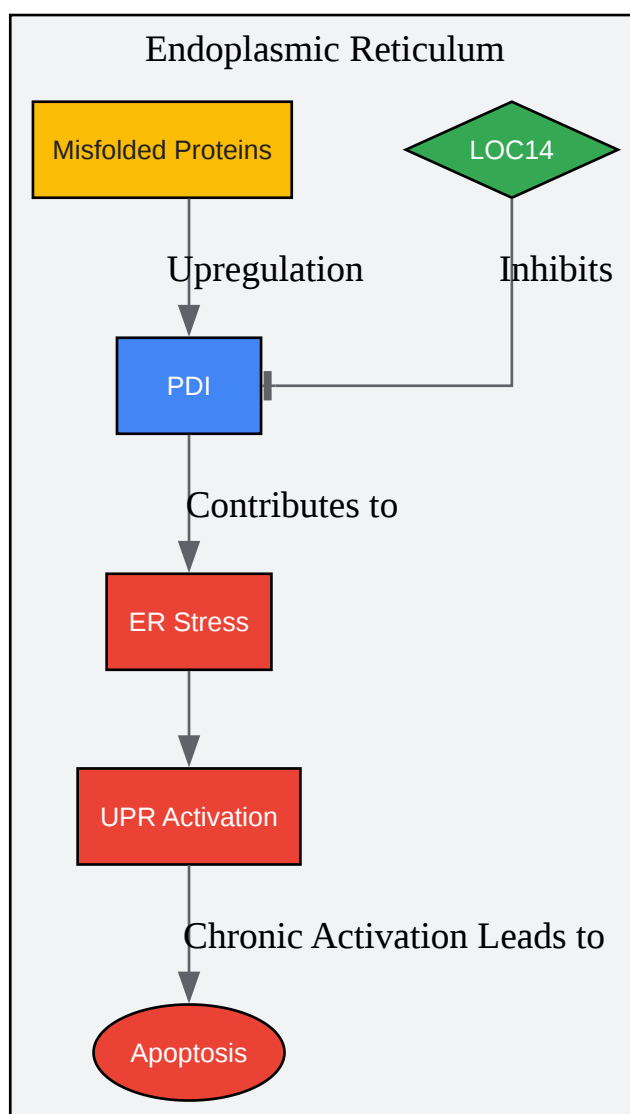 Endoplasmic Reticulum
Misfolded Proteins
LOC14
Upregulation
Inhibits
PDI
Contributes to
ER Stress
UPR Activation
Chronic Activation Leads to
Apoptosis